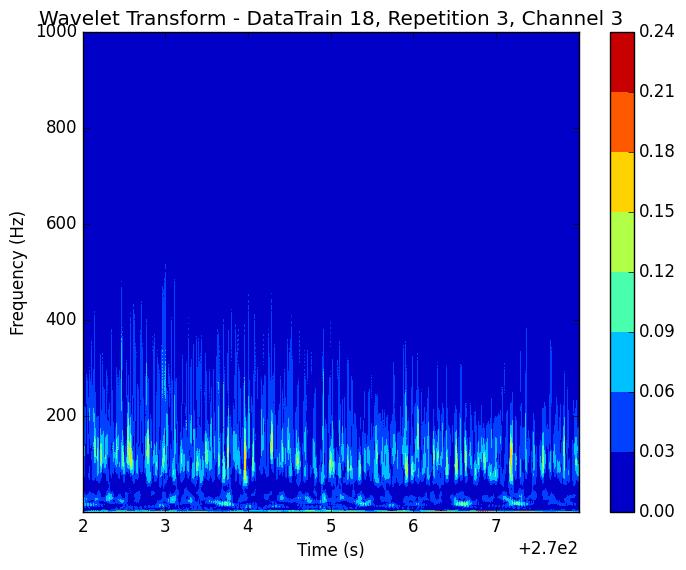 Wavelet Transform - DataTrain 18, Repetition 3, Channel 3
1000
800
600
400
200
Frequency (Hz)
2 3 4 5 6 7
Time (s)
+2.7e2
0.24
0.21
0.18
0.15
0.12
0.09
0.06
0.03
0.00